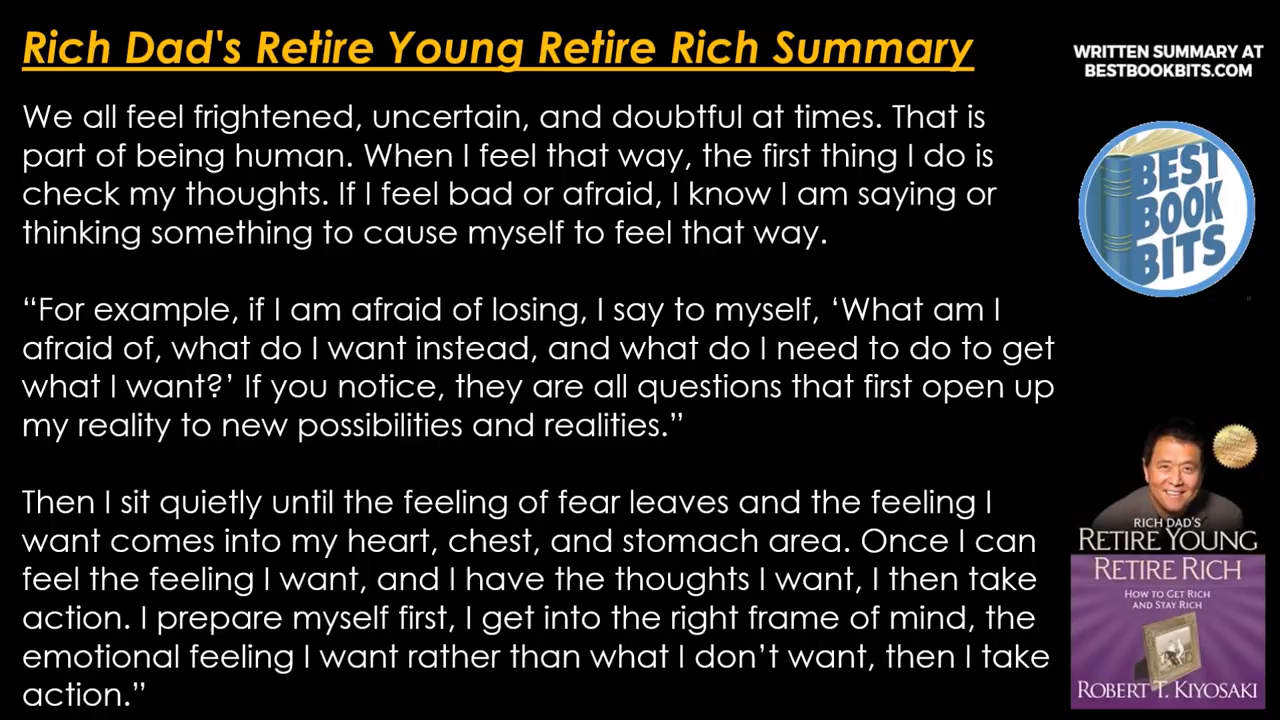 Rich Dad's Retire Young Retire Rich Summary
WRITTEN SUMMARY AT
BESTBOOKBITS.COM
We all feel frightened, uncertain, and doubtful at times. That is
part of being human. When I feel that way, the first thing I do is
check my thoughts. If I feel bad or afraid, I know I am saying or
thinking something to cause myself to feel that way.
“For example, if I am afraid of losing, I say to myself, ‘What am I
afraid of, what do I want instead, and what do I need to do to get
what I want?’ If you notice, they are all questions that first open up
my reality to new possibilities and realities.”
Then I sit quietly until the feeling of fear leaves and the feeling I
want comes into my heart, chest, and stomach area. Once I can
feel the feeling I want, and I have the thoughts I want, I then take
action. I prepare myself first, I get into the right frame of mind, the
emotional feeling I want rather than what I don’t want, then I take
action.”
BEST
BOOK
BITS
RICH DAD'S
RETIRE YOUNG
RETIRE RICH
HOW TO GET RICH
AND STAY RICH
ROBERT T. KIYOSAKI